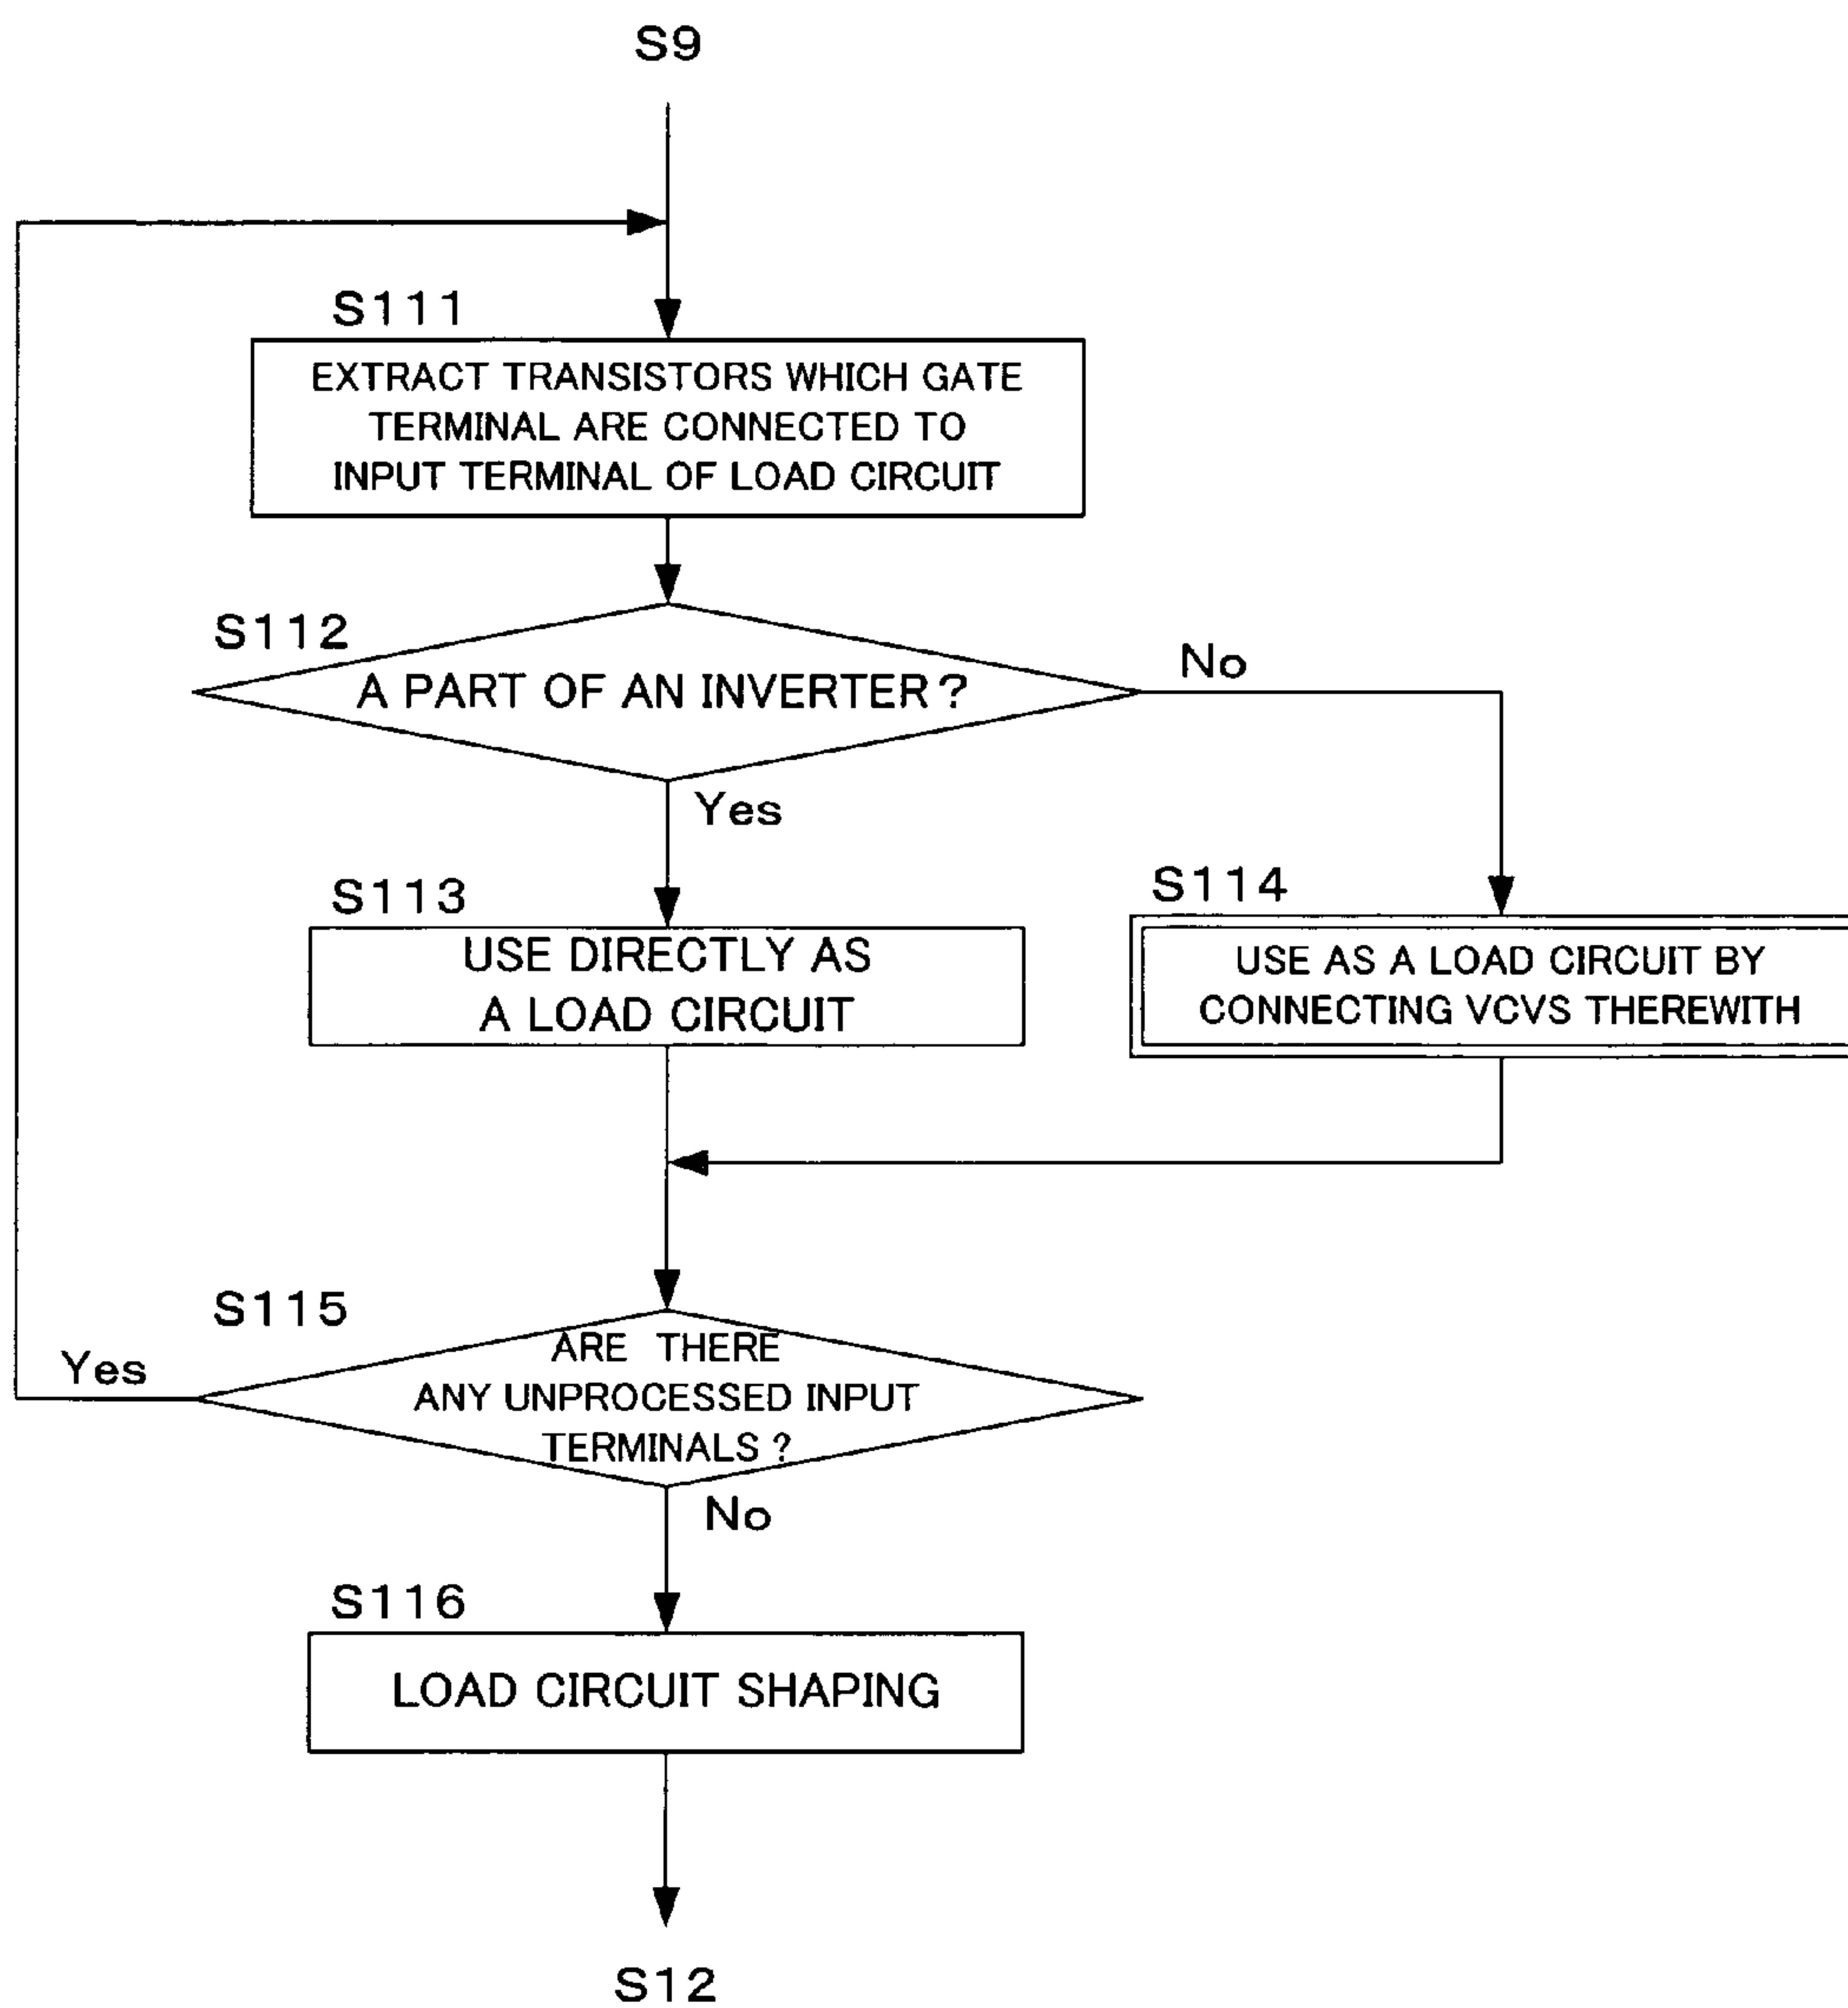 S9
S111
EXTRACT TRANSISTORS WHICH GATE
TERMINAL ARE CONNECTED TO
INPUT TERMINAL OF LOAD CIRCUIT
S112
A PART OF AN INVERTER?
No
Yes
S113
USE DIRECTLY AS
A LOAD CIRCUIT
S114
USE AS A LOAD CIRCUIT BY
CONNECTING VCVS THEREWITH
S115
Yes
ARE THERE
ANY UNPROCESSED INPUT
TERMINALS?
No
S116
LOAD CIRCUIT SHAPING
S12